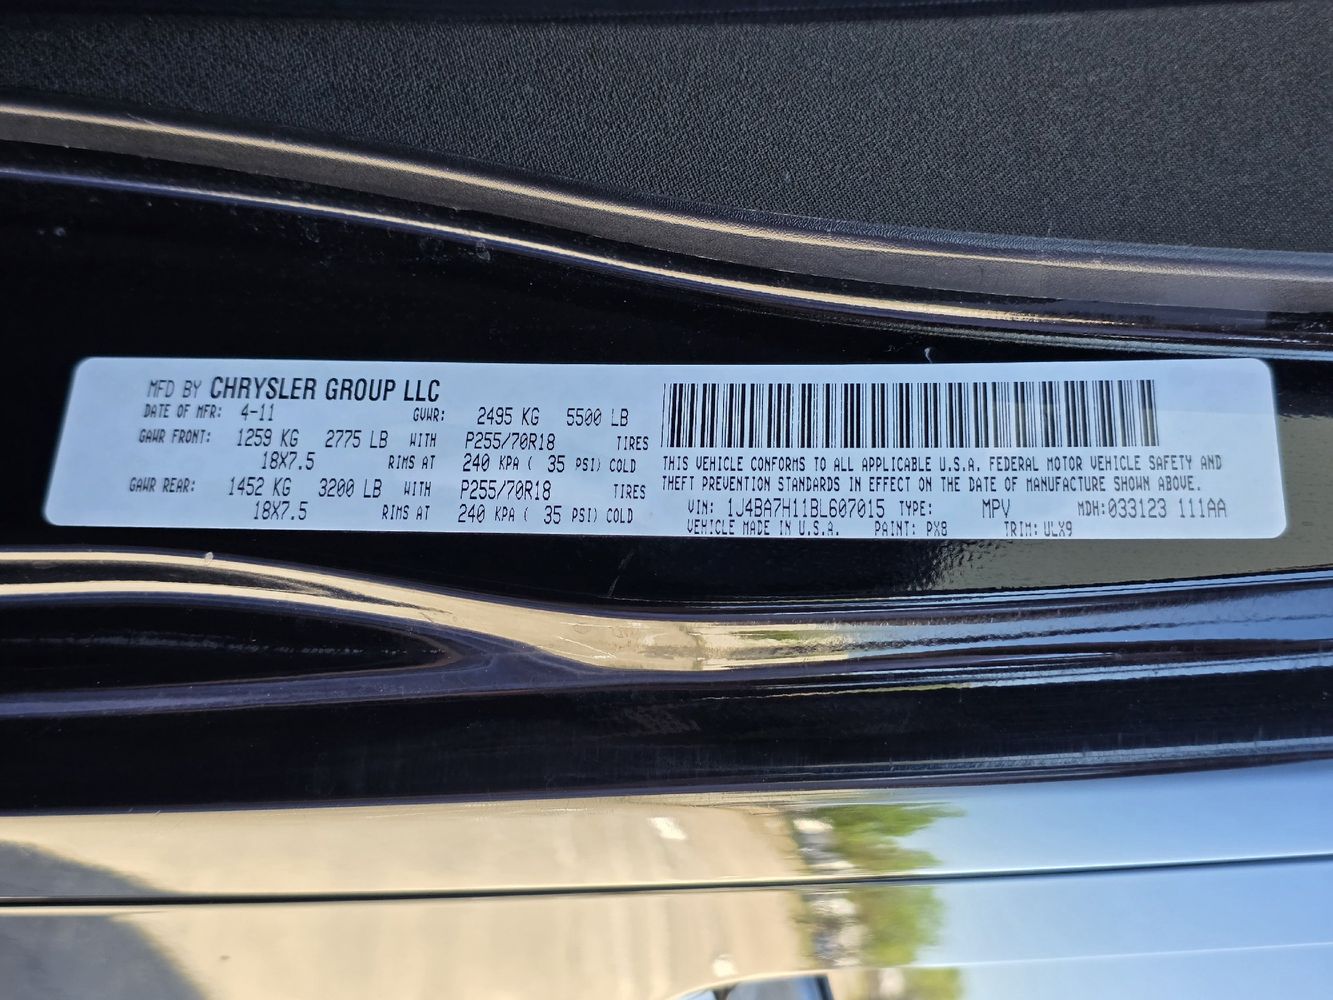 MFD BY CHRYSLER GROUP LLC
DATE OF MFR: 4-11 GVWR: 2495 KG 5500 LB
GAWR FRONT: 1259 KG 2775 LB WITH P255/70R18 TIRES
18X7.5 RIMS AT 240 KPA ( 35 PSI) COLD
GAWR REAR: 1452 KG 3200 LB WITH P255/70R18 TIRES
18X7.5 RIMS AT 240 KPA ( 35 PSI) COLD
THIS VEHICLE CONFORMS TO ALL APPLICABLE U.S.A. FEDERAL MOTOR VEHICLE SAFETY AND
THEFT PREVENTION STANDARDS IN EFFECT ON THE DATE OF MANUFACTURE SHOWN ABOVE.
VIN: 1J4BA7H11BL607015 TYPE: MPV MDH:033123 111AA
VEHICLE MADE IN U.S.A. PAINT: PX8 TRIM: ULX9